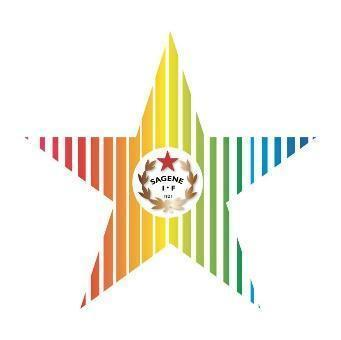 SAGENE
I · F